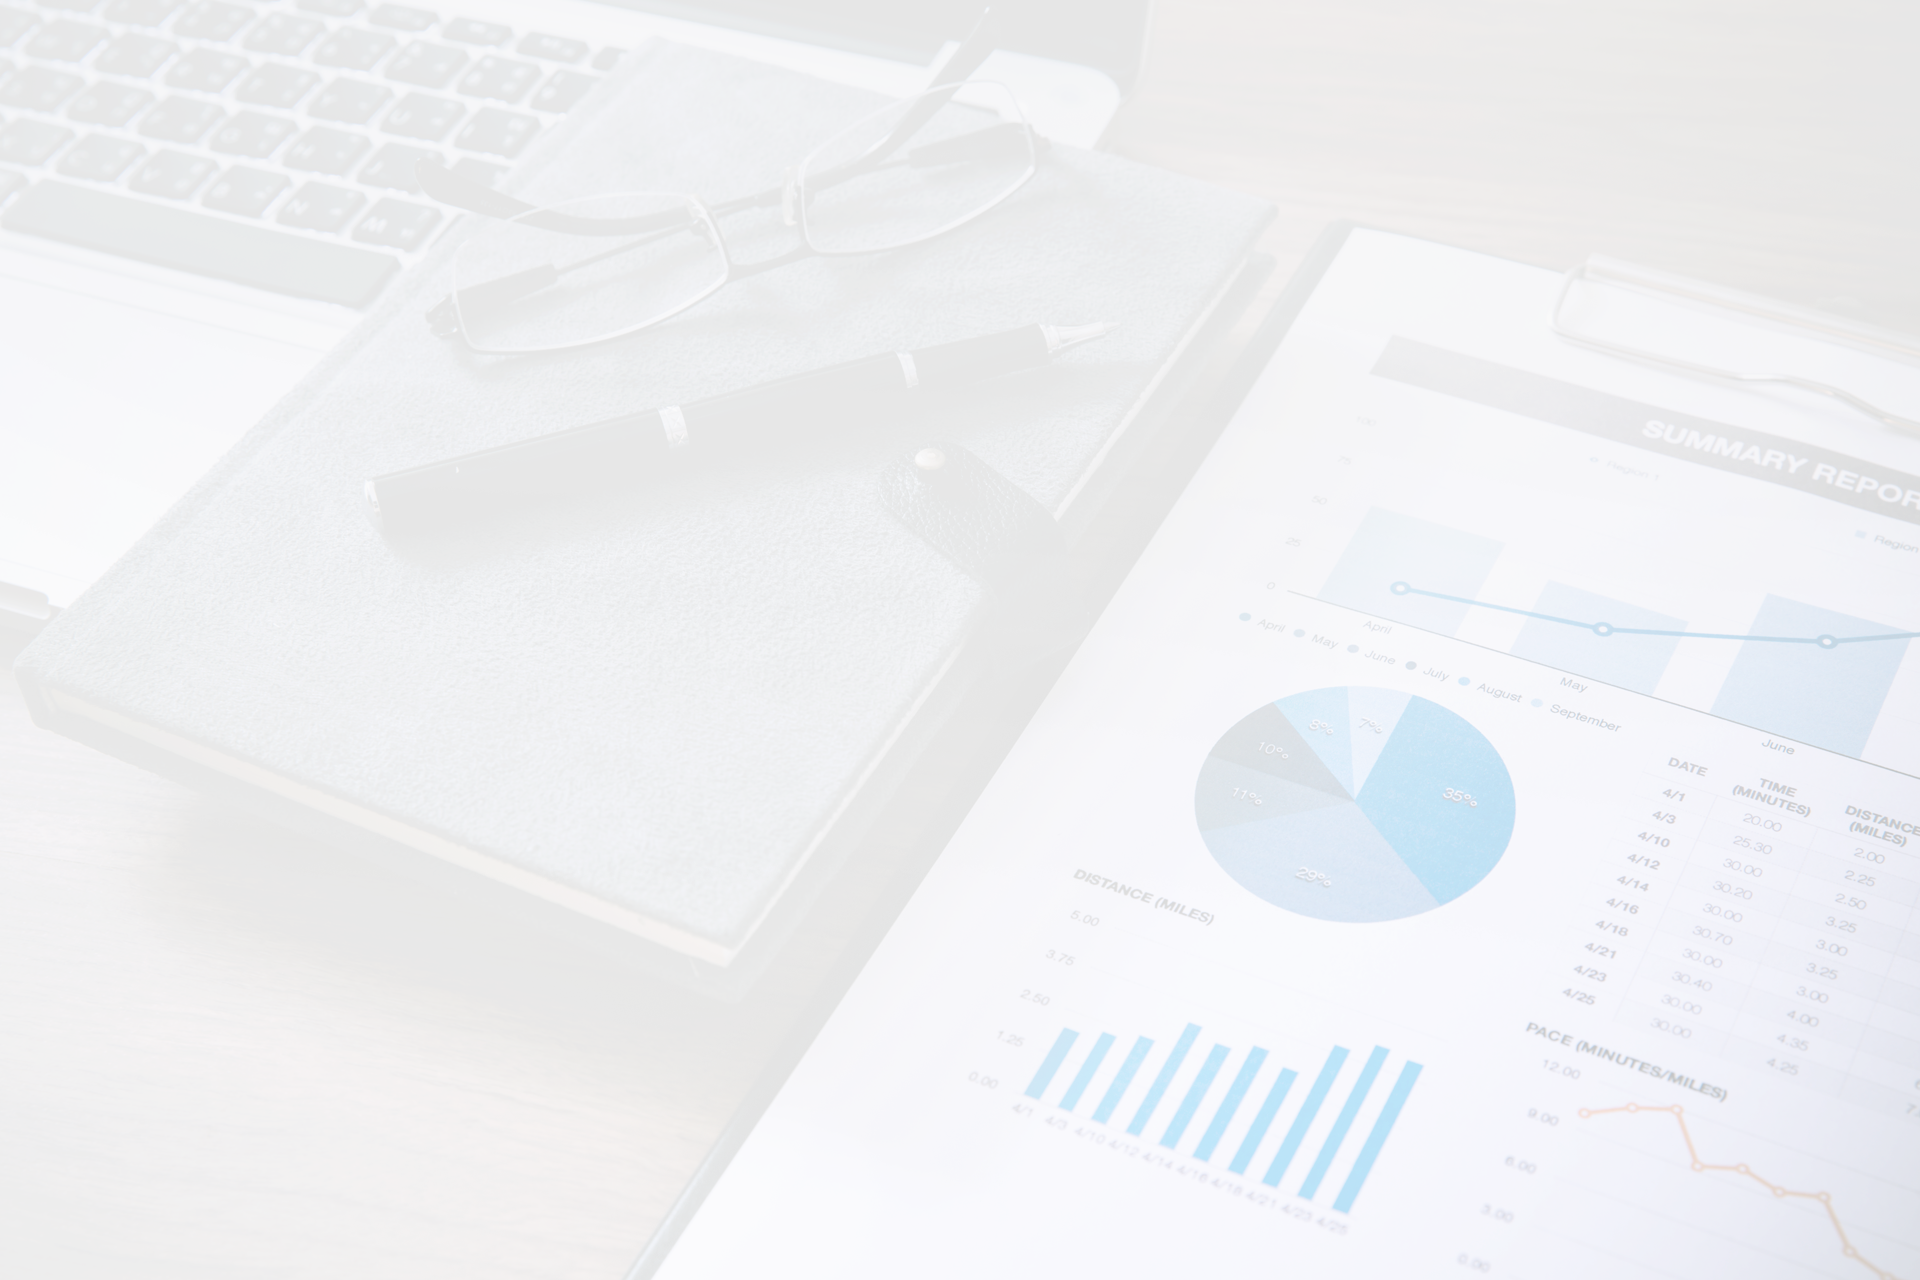 SUMMARY REPOR
100
75
50
25
0
Region 1
Region
April
May
June
April May June July August September
8%
7%
10%
35%
11%
29%
DATE TIME (MINUTES) DISTANCE (MILES)
4/1 20.00 2.00
4/3 25.30 2.25
4/10 30.00 2.50
4/12 30.20 3.25
4/14 30.00 3.00
4/16 30.70 3.25
4/18 30.00 3.00
4/21 30.40 4.00
4/23 30.00 4.35
4/25 30.00 4.25
DISTANCE (MILES)
5.00
3.75
2.50
1.25
0.00
4/1 4/3 4/10 4/12 4/14 4/16 4/18 4/21 4/23 4/25
PACE (MINUTES/MILES)
12.00
9.00
6.00
3.00
0.00